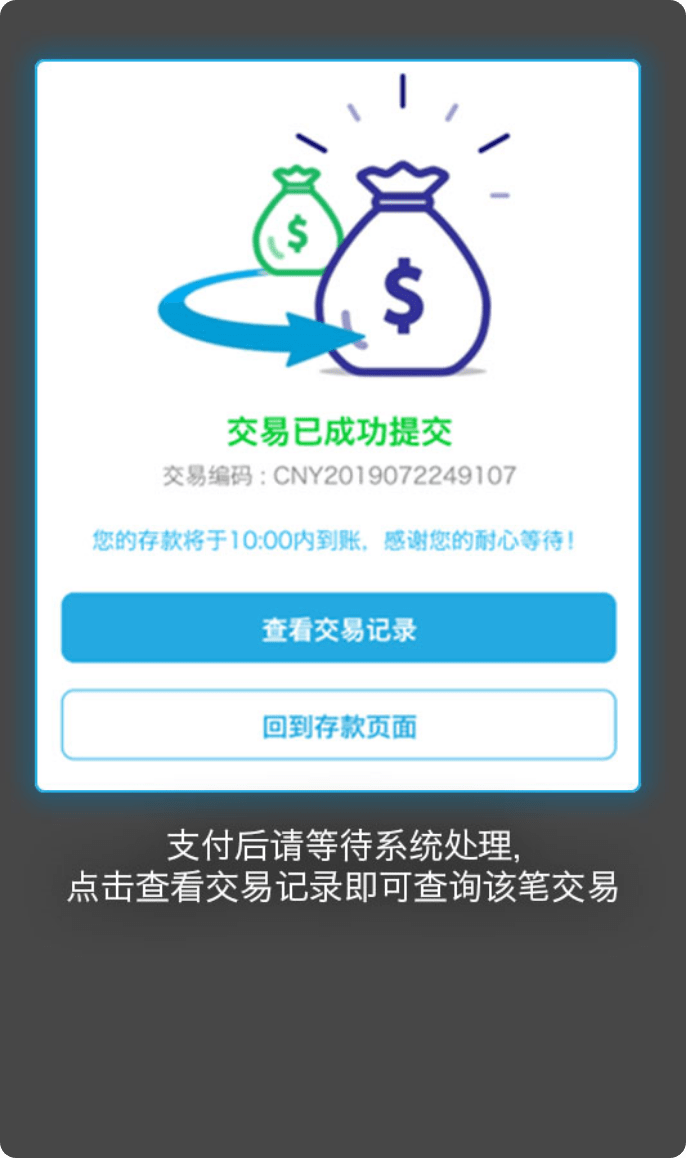 $
$
交易已成功提交
交易编码 : CNY2019072249107
您的存款将于10:00内到账, 感谢您的耐心等待!
查看交易记录
回到存款页面
支付后请等待系统处理,
点击查看交易记录即可查询该笔交易